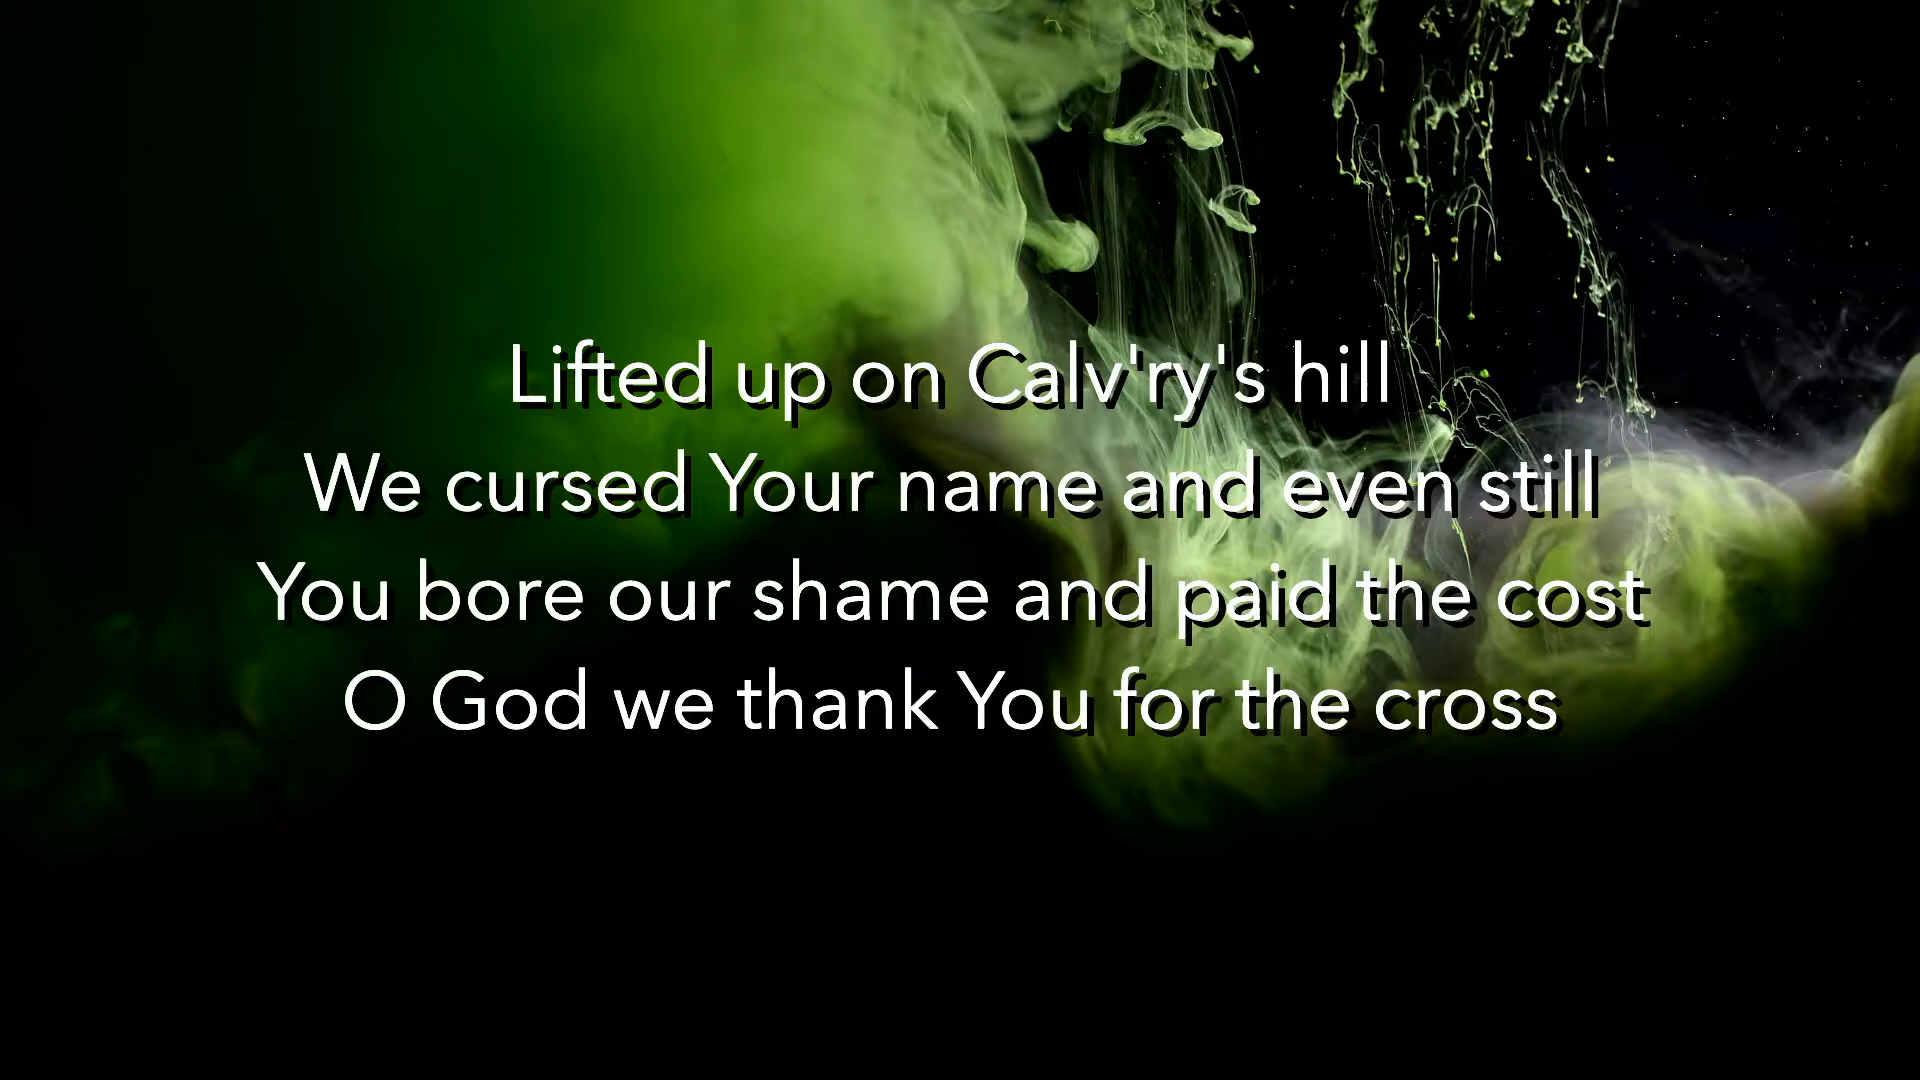 Lifted up on Calv'ry's hill
We cursed Your name and even still
You bore our shame and paid the cost
O God we thank You for the cross